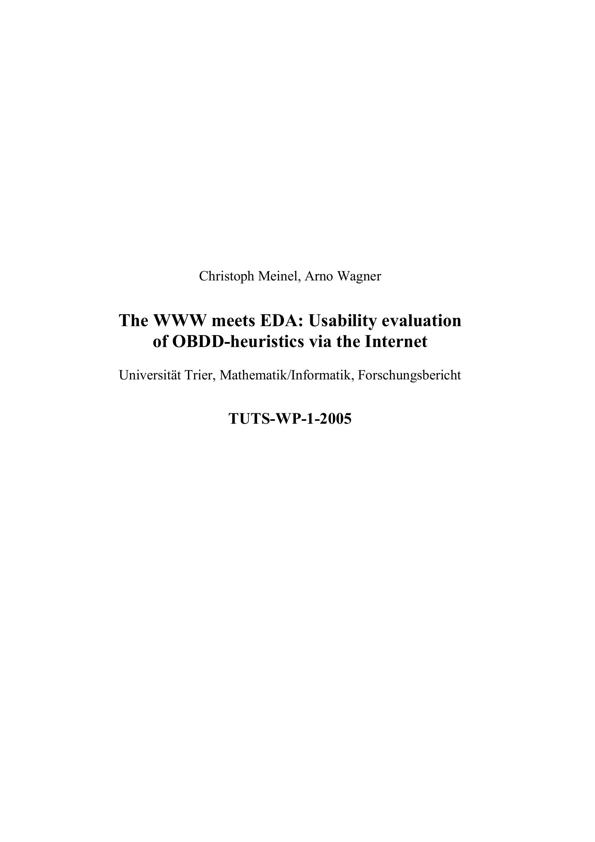 Christoph Meinel, Arno Wagner
The WWW meets EDA: Usability evaluation
of OBDD-heuristics via the Internet
Universität Trier, Mathematik/Informatik, Forschungsbericht
TUTS-WP-1-2005